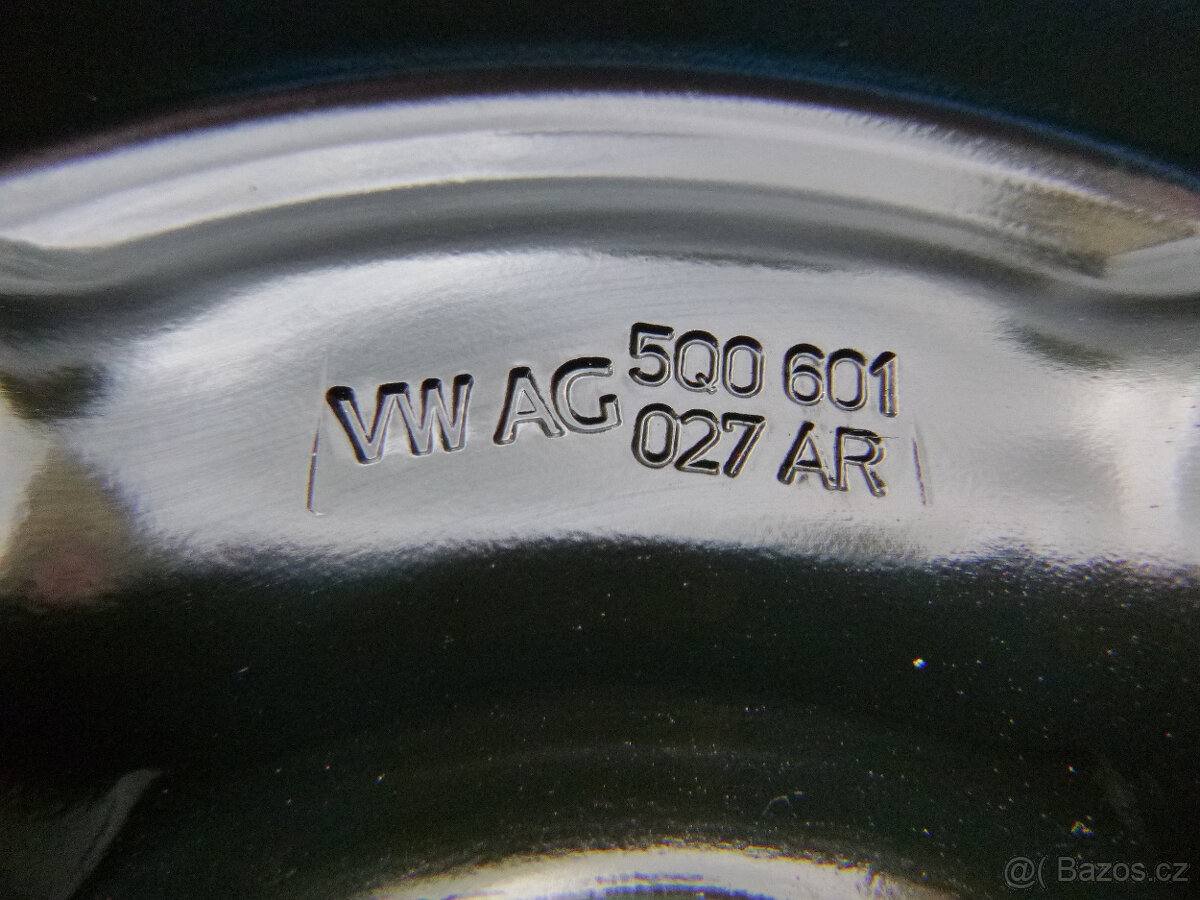 VW AG 5Q0 601
027 AR
@( Bazos.cz